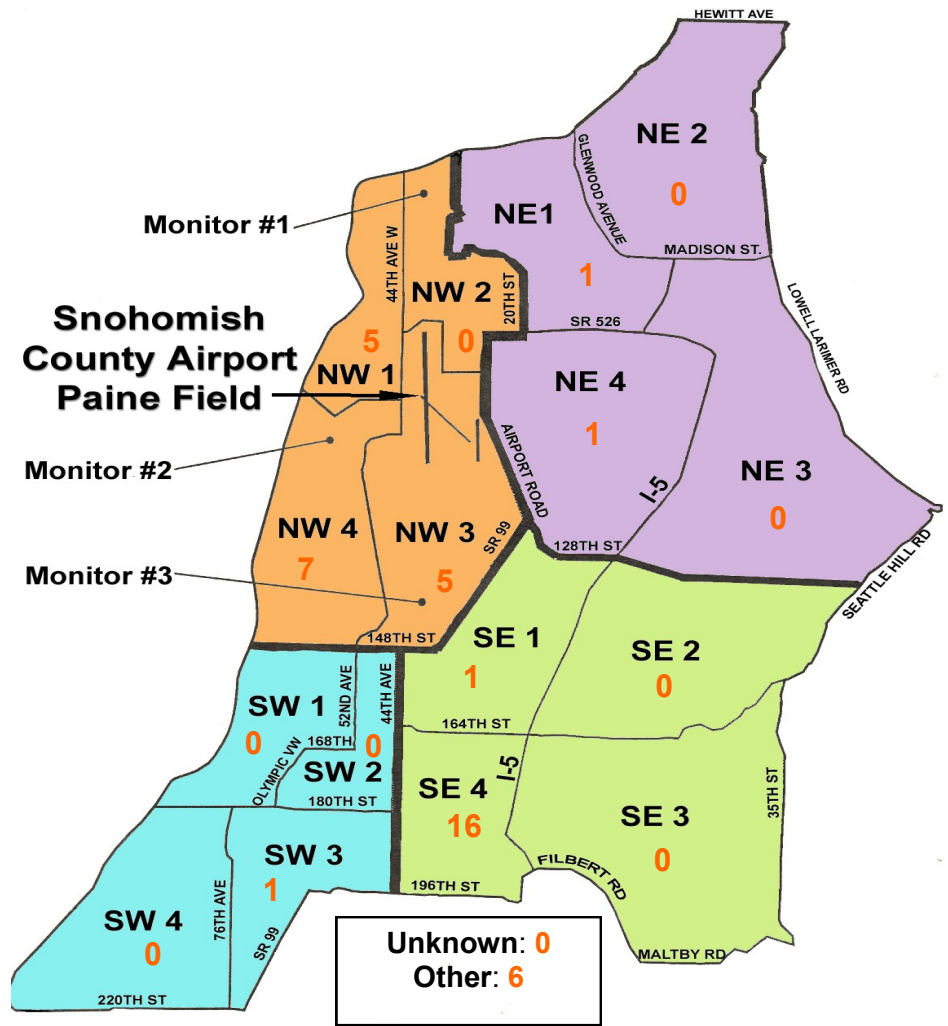 HEWITT AVE
NE 2
0
GLENWOOD AVENUE
MADISON ST.
Monitor #1
44TH AVE W
NE1
1
NW 2
0
20TH ST
SR 526
LOWELL LARIMER RD
Snohomish
County Airport
Paine Field
5
NW 1
NE 4
1
AIRPORT ROAD
I-5
NE 3
0
Monitor #2
NW 4
7
NW 3
5
SR 99
128TH ST
SEATTLE HILL RD
Monitor #3
148TH ST
SE 1
1
SE 2
0
SW 1
0
52ND AVE
44TH AVE
168TH
0
OLYMPIC VW
SW 2
180TH ST
164TH ST
I-5
SE 4
16
SE 3
0
35TH ST
FILBERT RD
196TH ST
MALTBY RD
SW 3
1
76TH AVE
SR 99
SW 4
0
220TH ST
Unknown: 0
Other: 6